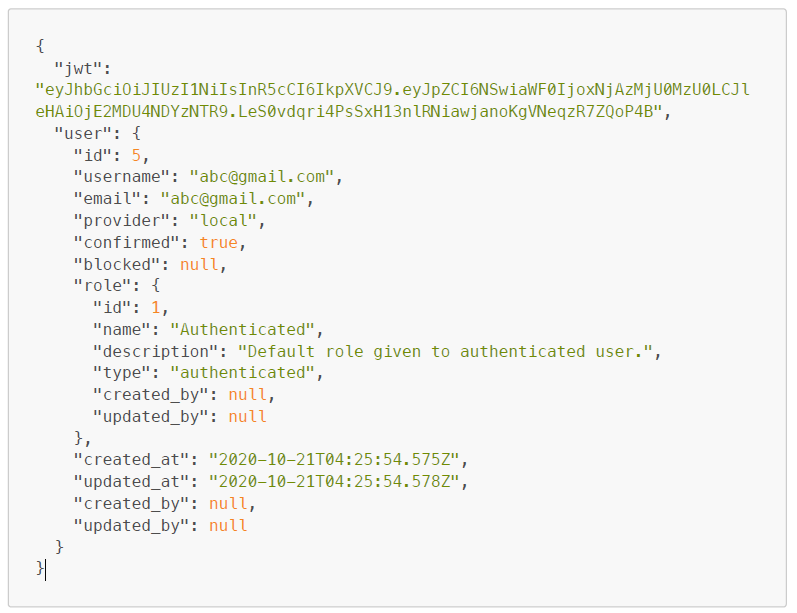 {
"jwt":
"eyJhbGciOiJIUzI1NiIsInR5cCI6IkpXVCJ9.eyJpZCI6NSwiaWF0IjoxNjAzMjU0MzU0LCJl
eHAiOjE2MDU4NDYzNTR9.LeS0vdqri4PsSxH13nlRNiawjanoKgVNeqzR7ZQoP4B",
"user": {
"id": 5,
"username": "abc@gmail.com",
"email": "abc@gmail.com",
"provider": "local",
"confirmed": true,
"blocked": null,
"role": {
"id": 1,
"name": "Authenticated",
"description": "Default role given to authenticated user.",
"type": "authenticated",
"created_by": null,
"updated_by": null
},
"created_at": "2020-10-21T04:25:54.575Z",
"updated_at": "2020-10-21T04:25:54.578Z",
"created_by": null,
"updated_by": null
}
}